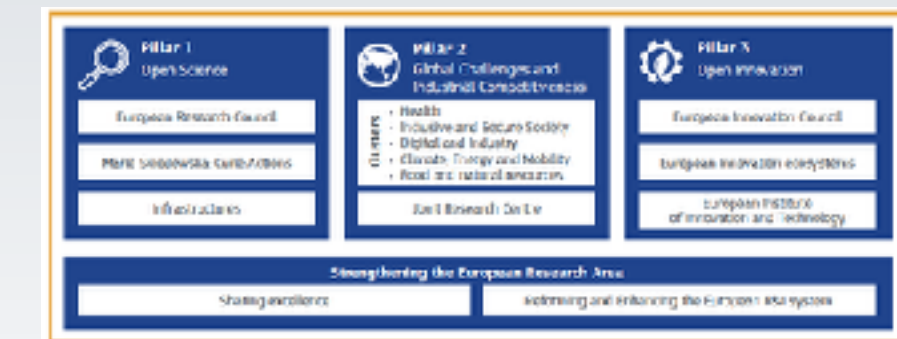 Pillar 1
Open Science
European Research Council
Marie Skłodowska-Curie Actions
Infrastructures
Pillar 2
Global Challenges and
Industrial Competitiveness
Clusters
• Health
• Inclusive and Secure Society
• Digital and Industry
• Climate, Energy and Mobility
• Food and natural resources
Joint Research Centre
Pillar 3
Open Innovation
European Innovation Council
European innovation ecosystems
European Institute
of Innovation and Technology
Strengthening the European Research Area
Sharing excellence
Reforming and Enhancing the European R&I system